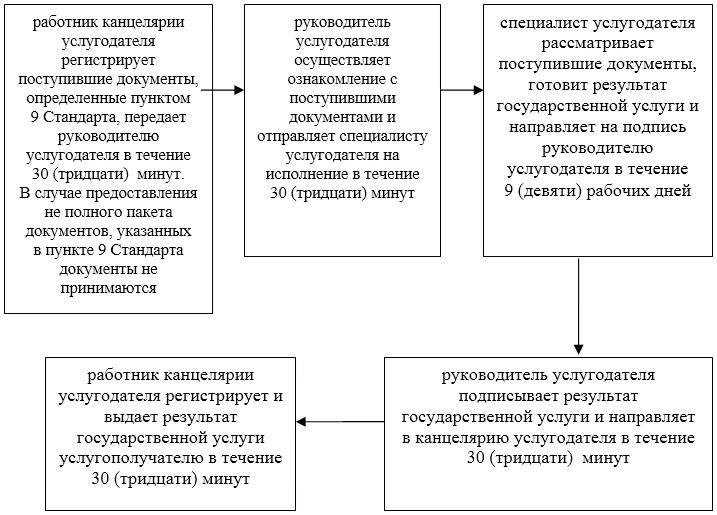 работник канцелярии
услугодателя
регистрирует
поступившие документы,
определенные пунктом
9 Стандарта, передает
руководителю
услугодателя в течение
30 (тридцати) минут.
В случае предоставления
не полного пакета
документов, указанных
в пункте 9 Стандарта
документы не
принимаются
руководитель
услугодателя
осуществляет
ознакомление с
поступившими
документами и
отправляет специалисту
услугодателя на
исполнение в течение
30 (тридцати) минут
специалист услугодателя
рассматривает
поступившие документы,
готовит результат
государственной услуги и
направляет на подпись
руководителю
услугодателя в течение
9 (девяти) рабочих дней
руководитель услугодателя
подписывает результат
государственной услуги и направляет
в канцелярию услугодателя в течение
30 (тридцати) минут
работник канцелярии
услугодателя регистрирует и
выдает результат
государственной услуги
услугополучателю в течение
30 (тридцати) минут